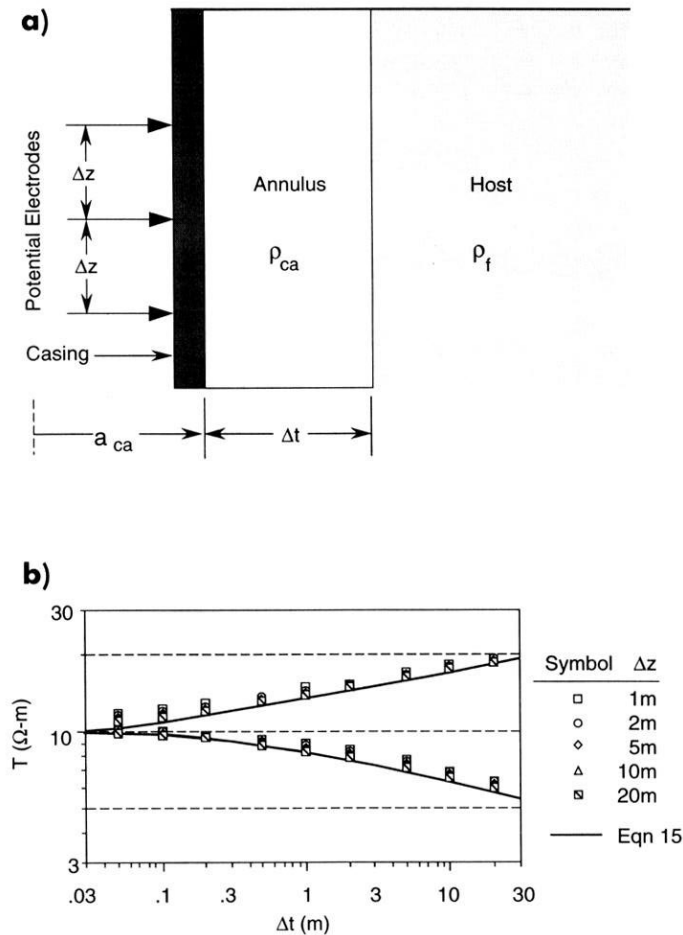 a)
Potential Electrodes
Δz
Δz
Annulus
Host
ρca
ρf
Casing
a ca
Δt
b)
30
10
3
T (Ω-m)
.03 .1 .3 1 3 10 30
Δt (m)
Symbol Δz
1m
2m
5m
10m
20m
Eqn 15